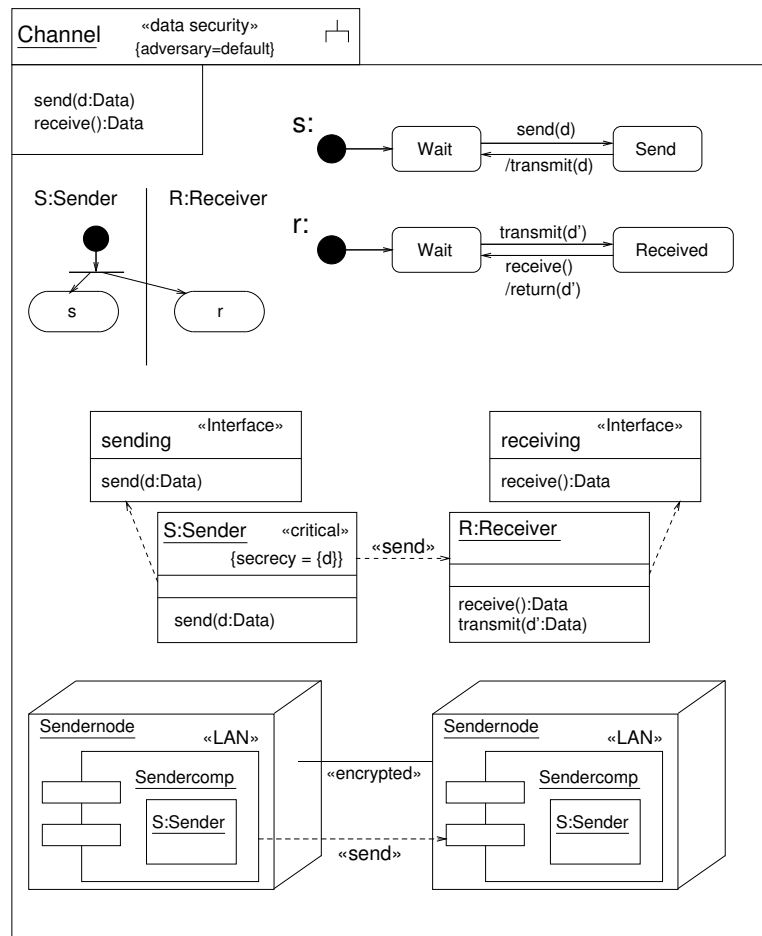 Channel
«data security»
{adversary=default}
send(d:Data)
receive():Data
s:
Wait
send(d)
/transmit(d)
Send
S:Sender
R:Receiver
s
r
r:
Wait
transmit(d')
receive()
/return(d')
Received
«Interface»
sending
send(d:Data)
«Interface»
receiving
receive():Data
S:Sender
«critical»
{secrecy = {d}}
send(d:Data)
«send»
R:Receiver
receive():Data
transmit(d':Data)
Sendernode
«LAN»
Sendercomp
S:Sender
«encrypted»
«send»
Sendernode
«LAN»
Sendercomp
S:Sender